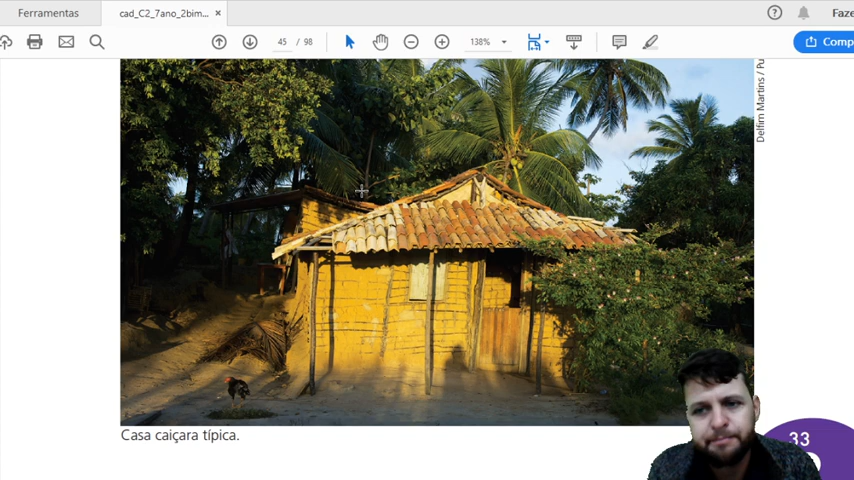 Ferramentas
cad_C2_7ano_2bim... ×
Faze
45 / 98
138%
Comp
Delfim Martins / Pu
Casa caiçara típica.
33